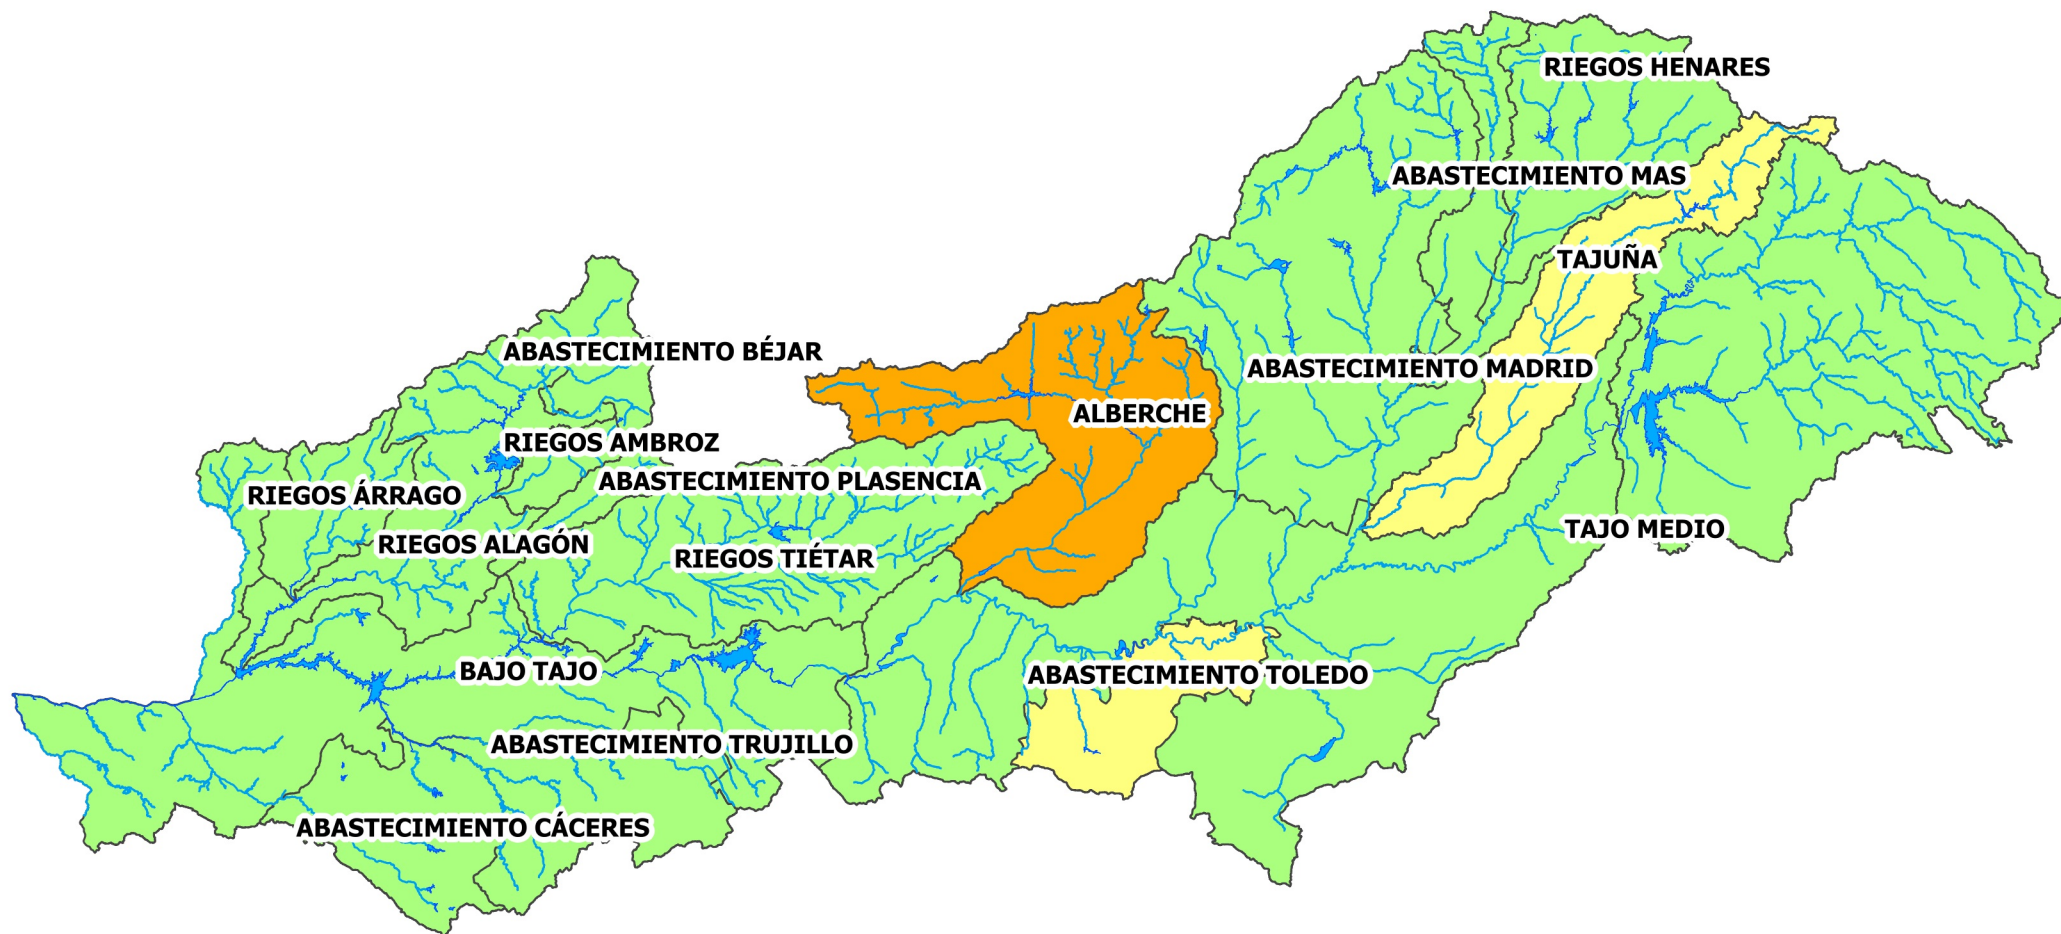 RIEGOS HENARES
ABASTECIMIENTO MAS
TAJUÑA
ABASTECIMIENTO BÉJAR
ABASTECIMIENTO MADRID
ALBERCHE
RIEGOS AMBROZ
ABASTECIMIENTO PLASENCIA
RIEGOS ÁRRAGO
TAJO MEDIO
RIEGOS ALAGÓN
RIEGOS TIÉTAR
BAJO TAJO
ABASTECIMIENTO TOLEDO
ABASTECIMIENTO TRUJILLO
ABASTECIMIENTO CÁCERES